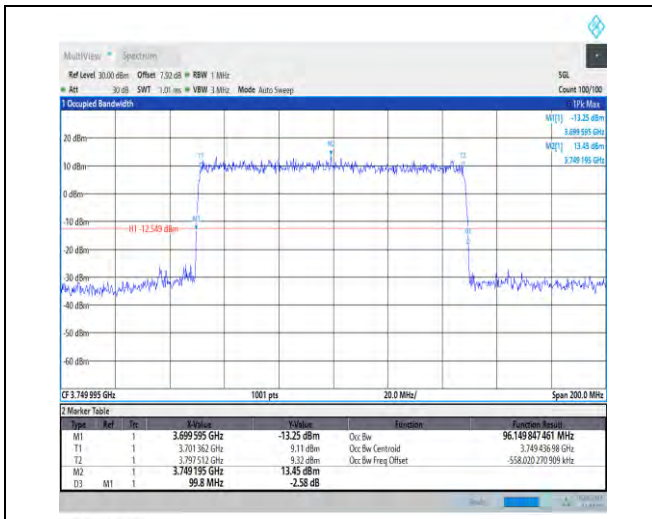 MultiView Spectrum
Ref Level 30.00 dBm Offset 7.92 dB RBW 1 MHz SGL
Att 30 dB SWT 1.01 ms VBW 3 MHz Mode Auto Sweep Count 100/100
1 Occupied Bandwidth 1Pk Max
M1[1] -13.25 dBm
3.699 595 GHz
M2[1] 13.45 dBm
3.749 195 GHz
20 dBm
10 dBm
0 dBm
-10 dBm
H1 -12.549 dBm
-20 dBm
-30 dBm
-40 dBm
-50 dBm
-60 dBm
M1
T1
M2
T2
CF 3.749 995 GHz 1001 pts 20.0 MHz/ Span 200.0 MHz
2 Marker Table
Type Ref Trc X-Value Y-Value Function Function Result
M1 1 3.699 595 GHz -13.25 dBm Occ Bw 96.149 847 461 MHz
T1 1 3.701 362 GHz 9.11 dBm Occ Bw Centroid 3.749 436 98 GHz
T2 1 3.797 512 GHz 9.32 dBm Occ Bw Freq Offset -558.020 270 909 kHz
M2 1 3.749 195 GHz 13.45 dBm
D3 M1 1 99.8 MHz -2.58 dB